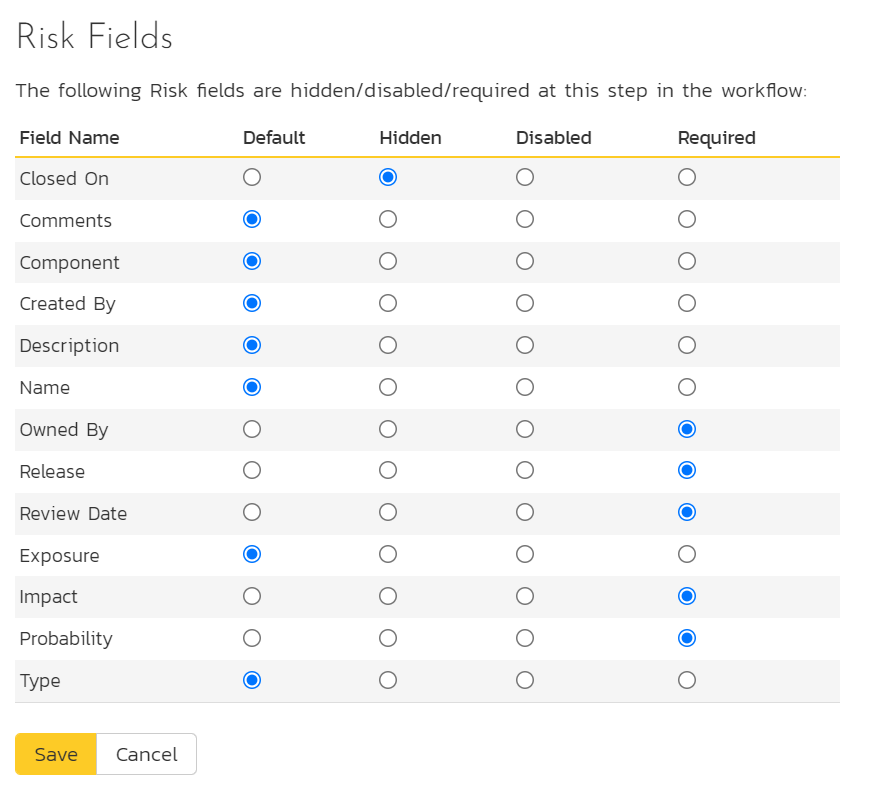 Risk Fields
The following Risk fields are hidden/disabled/required at this step in the workflow:
Field Name Default Hidden Disabled Required
Closed On
Comments
Component
Created By
Description
Name
Owned By
Release
Review Date
Exposure
Impact
Probability
Type
Save Cancel